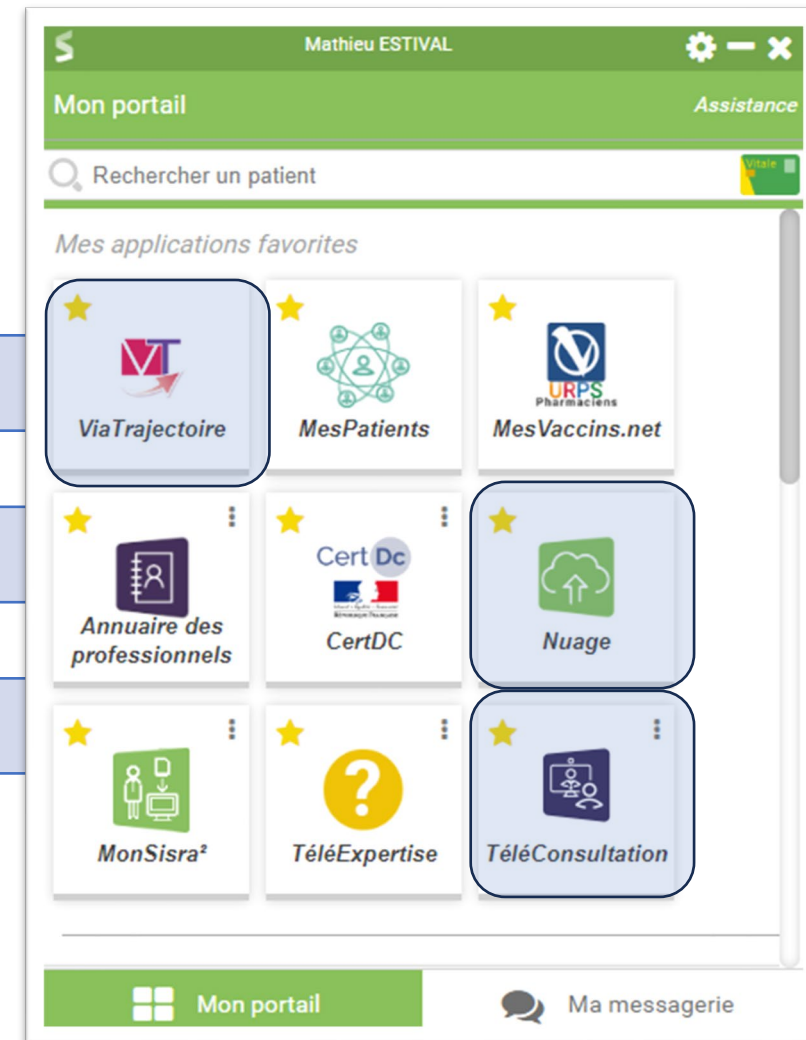 Mathieu ESTIVAL
Mon portail
Assistance
Rechercher un patient
Vitale
Mes applications favorites
VT
ViaTrajectoire
MesPatients
URPS
Pharmaciens
MesVaccins.net
Annuaire des
professionnels
Cert Dc
CertDC
Nuage
MonSisra²
?
TéléExpertise
TéléConsultation
Mon portail
Ma messagerie